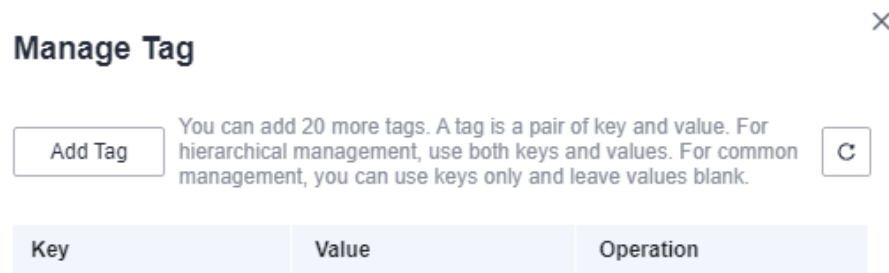 Manage Tag
Add Tag
You can add 20 more tags. A tag is a pair of key and value. For
hierarchical management, use both keys and values. For common
management, you can use keys only and leave values blank.
Key Value Operation